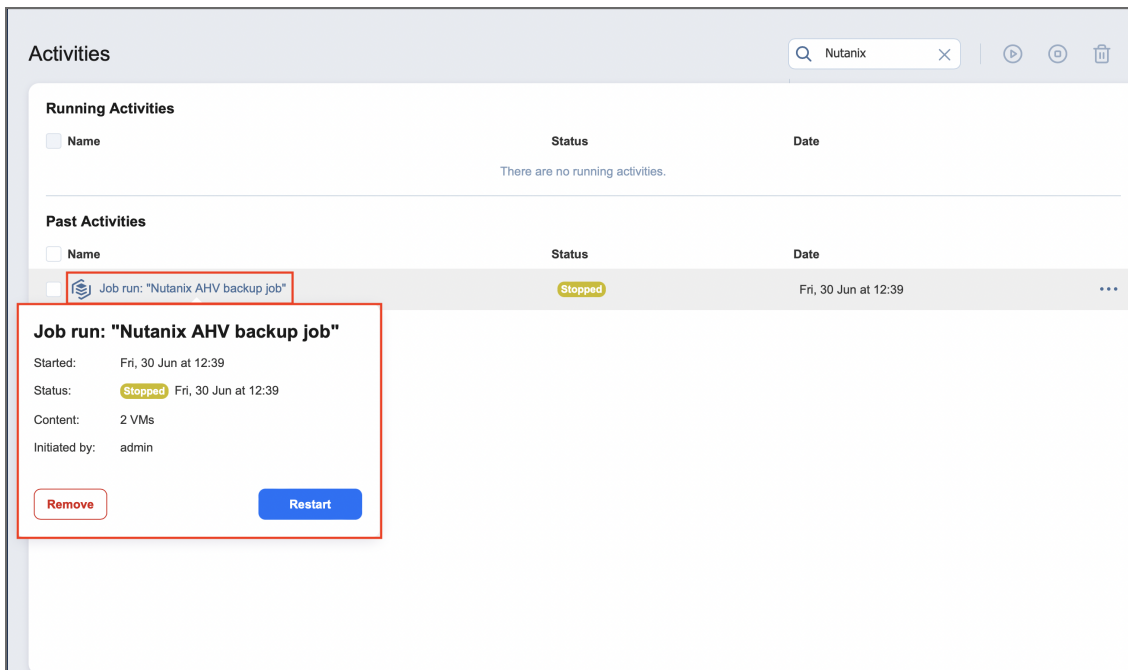 Activities
Nutanix
Running Activities
Name Status Date
There are no running activities.
Past Activities
Name Status Date
Job run: "Nutanix AHV backup job" Stopped Fri, 30 Jun at 12:39
Job run: "Nutanix AHV backup job"
Started: Fri, 30 Jun at 12:39
Status: Stopped Fri, 30 Jun at 12:39
Content: 2 VMs
Initiated by: admin
Remove Restart